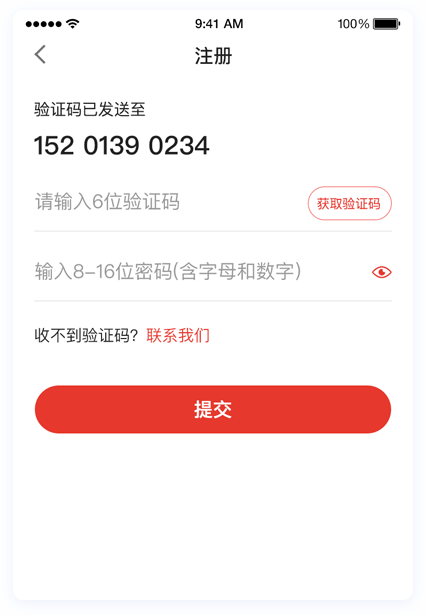 9:41 AM
100%
注册
验证码已发送至
152 0139 0234
请输入6位验证码
获取验证码
输入8-16位密码(含字母和数字)
收不到验证码? 联系我们
提交